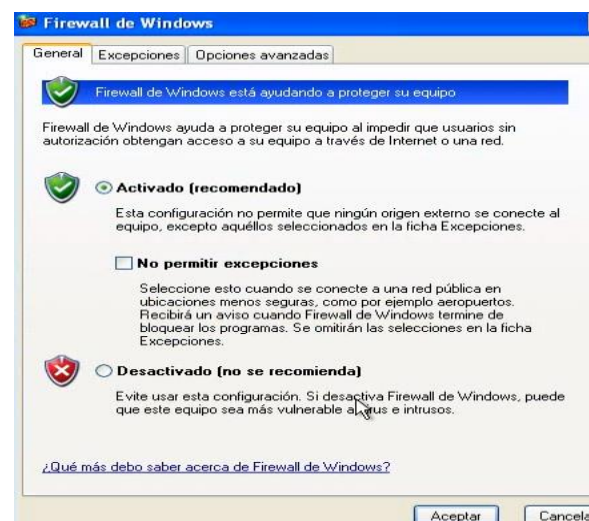 Firewall de Windows
General Excepciones Opciones avanzadas
Firewall de Windows está ayudando a proteger su equipo
Firewall de Windows ayuda a proteger su equipo al impedir que usuarios sin
autorización obtengan acceso a su equipo a través de Internet o una red.
Activado (recomendado)
Esta configuración no permite que ningún origen externo se conecte al
equipo, excepto aquéllos seleccionados en la ficha Excepciones.
No permitir excepciones
Seleccione esto cuando se conecte a una red pública en
ubicaciones menos seguras, como por ejemplo aeropuertos.
Recibirá un aviso cuando Firewall de Windows termine de
bloquear los programas. Se omitirán las selecciones en la ficha
Excepciones.
Desactivado (no se recomienda)
Evite usar esta configuración. Si desactiva Firewall de Windows, puede
que este equipo sea más vulnerable a e intrusos.
¿Qué más debo saber acerca de Firewall de Windows?
Aceptar Cancela